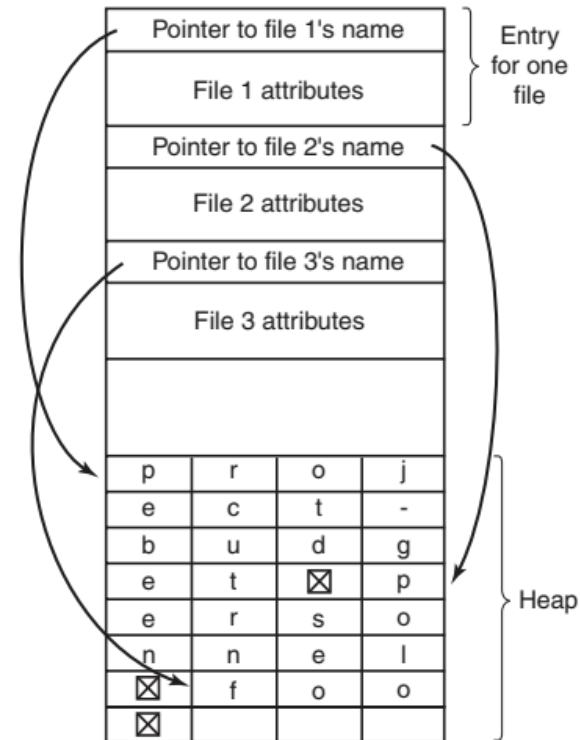 Pointer to file 1's name
File 1 attributes
Pointer to file 2's name
File 2 attributes
Pointer to file 3's name
File 3 attributes
Entry
for one
file
p r o j
e c t -
b u d g
e t ☒ p
e r s o
n n e l
☒ f o o
☒
Heap